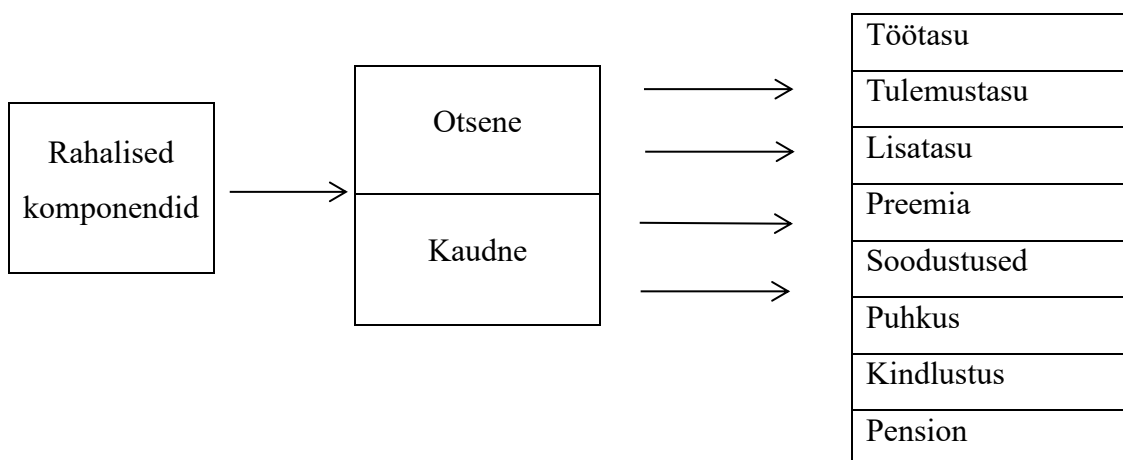 Rahalised
komponendid
Otsene
Kaudne
Töötasu
Tulemustasu
Lisatasu
Preemia
Soodustused
Puhkus
Kindlustus
Pension